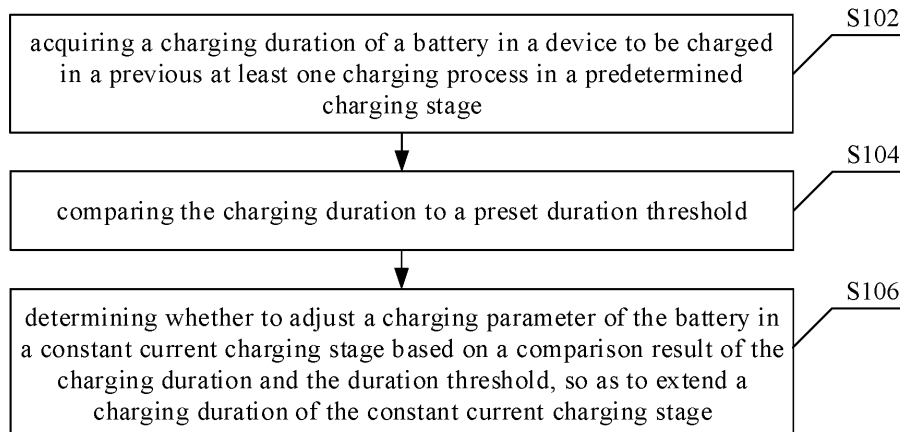 S102
acquiring a charging duration of a battery in a device to be charged
in a previous at least one charging process in a predetermined
charging stage
S104
comparing the charging duration to a preset duration threshold
S106
determining whether to adjust a charging parameter of the battery in
a constant current charging stage based on a comparison result of the
charging duration and the duration threshold, so as to extend a
charging duration of the constant current charging stage